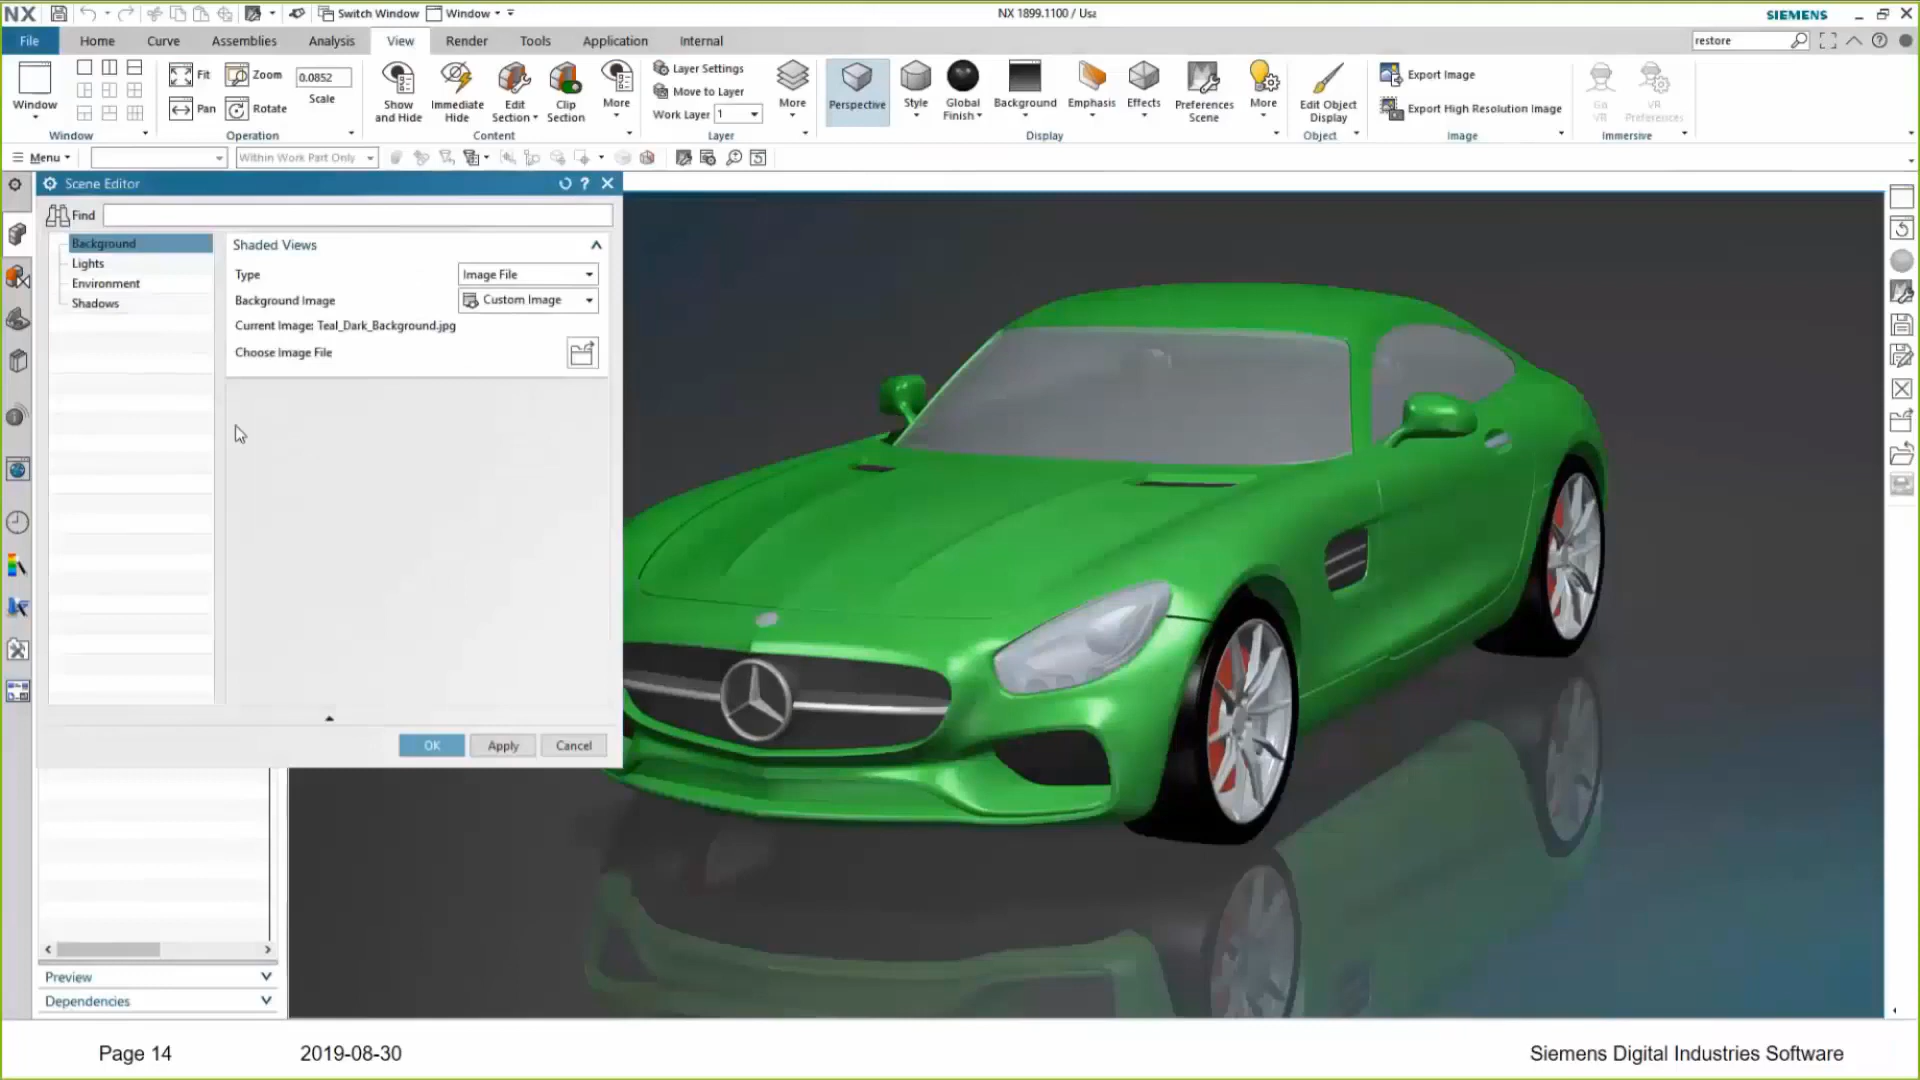 NX
Switch Window
Window
NX 1899.1100 /
SIEMENS
File
Home
Curve
Assemblies
Analysis
View
Render
Tools
Application
Internal
restore
Window
Fit
Zoom
0.0852
Pan
Rotate
Scale
Show and Hide
Immediate Hide
Edit Section
Clip Section
More
Layer Settings
Move to Layer
Work Layer 1
More
Perspective
Style
Global Finish
Background
Emphasis
Effects
Preferences Scene
More
Edit Object Display
Export Image
Export High Resolution Image
Go VR
VR Preferences
Window
Operation
Content
Layer
Display
Object
Image
Immersive
Menu
Within Work Part Only
Scene Editor
Find
Background
Lights
Environment
Shadows
Shaded Views
Type
Image File
Background Image
Custom Image
Current Image: Teal_Dark_Background.jpg
Choose Image File
OK
Apply
Cancel
Preview
Dependencies
Page 14
2019-08-30
Siemens Digital Industries Software